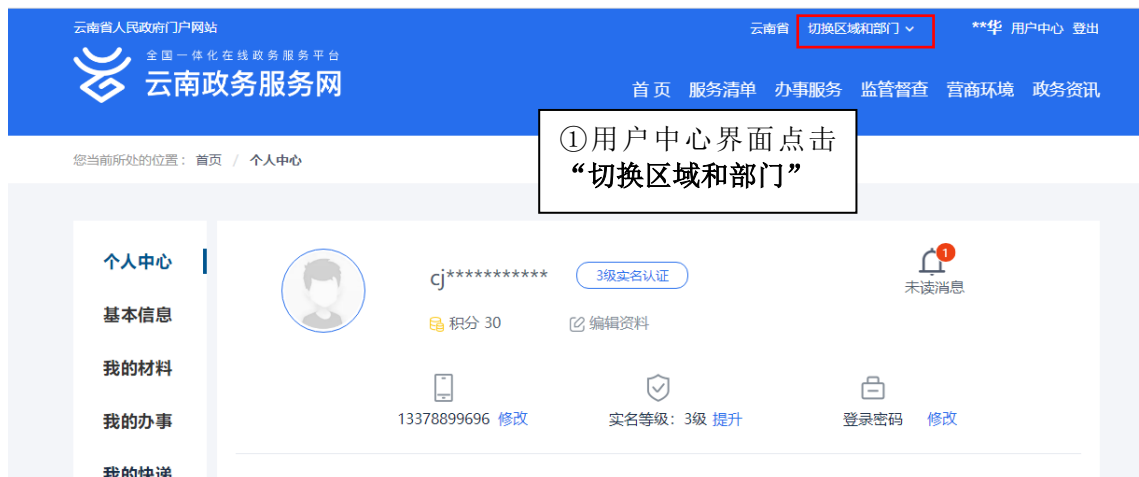 云南省人民政府门户网站
云南省 切换区域和部门 **华 用户中心 登出
全国一体化在线政务服务平台
云南政务服务网
首页 服务清单 办事服务 监管督查 营商环境 政务资讯
①用户中心界面点击
“切换区域和部门”
您当前所处的位置： 首页 / 个人中心
个人中心
基本信息
我的材料
我的办事
我的快递
cj*********** 3级实名认证
1
未读消息
积分 30 编辑资料
13378899696 修改 实名等级： 3级 提升 登录密码 修改